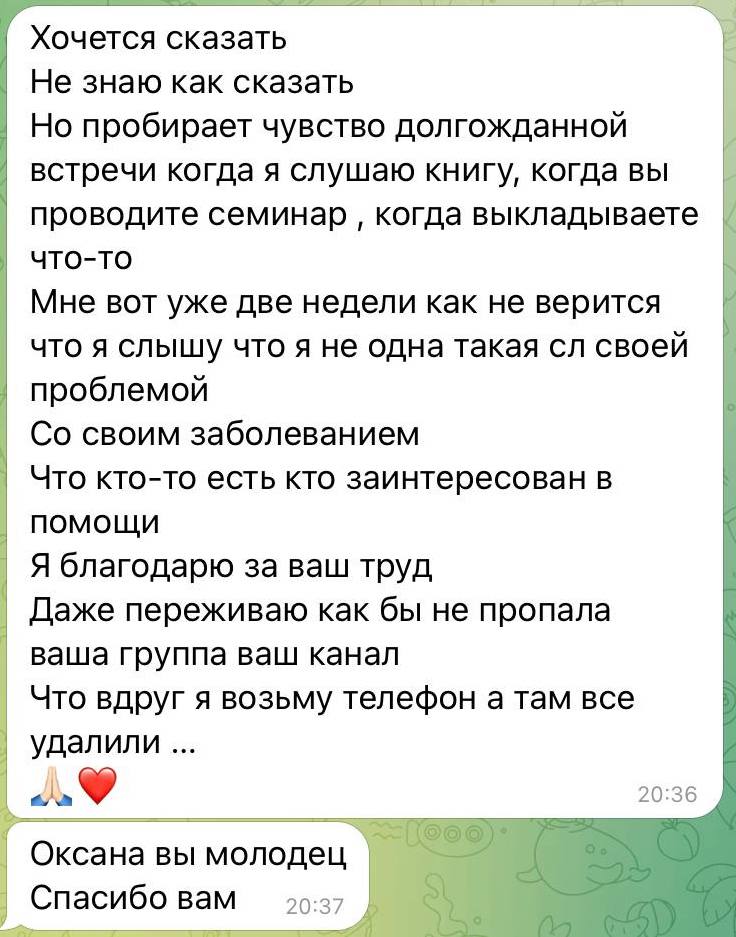 Хочется сказать
Не знаю как сказать
Но пробирает чувство долгожданной
встречи когда я слушаю книгу, когда вы
проводите семинар , когда выкладываете
что-то
Мне вот уже две недели как не верится
что я слышу что я не одна такая сл своей
проблемой
Со своим заболеванием
Что кто-то есть кто заинтересован в
помощи
Я благодарю за ваш труд
Даже переживаю как бы не пропала
ваша группа ваш канал
Что вдруг я возьму телефон а там все
удалили ...
🙏🏻❤️
20:36
Оксана вы молодец
Спасибо вам
20:37